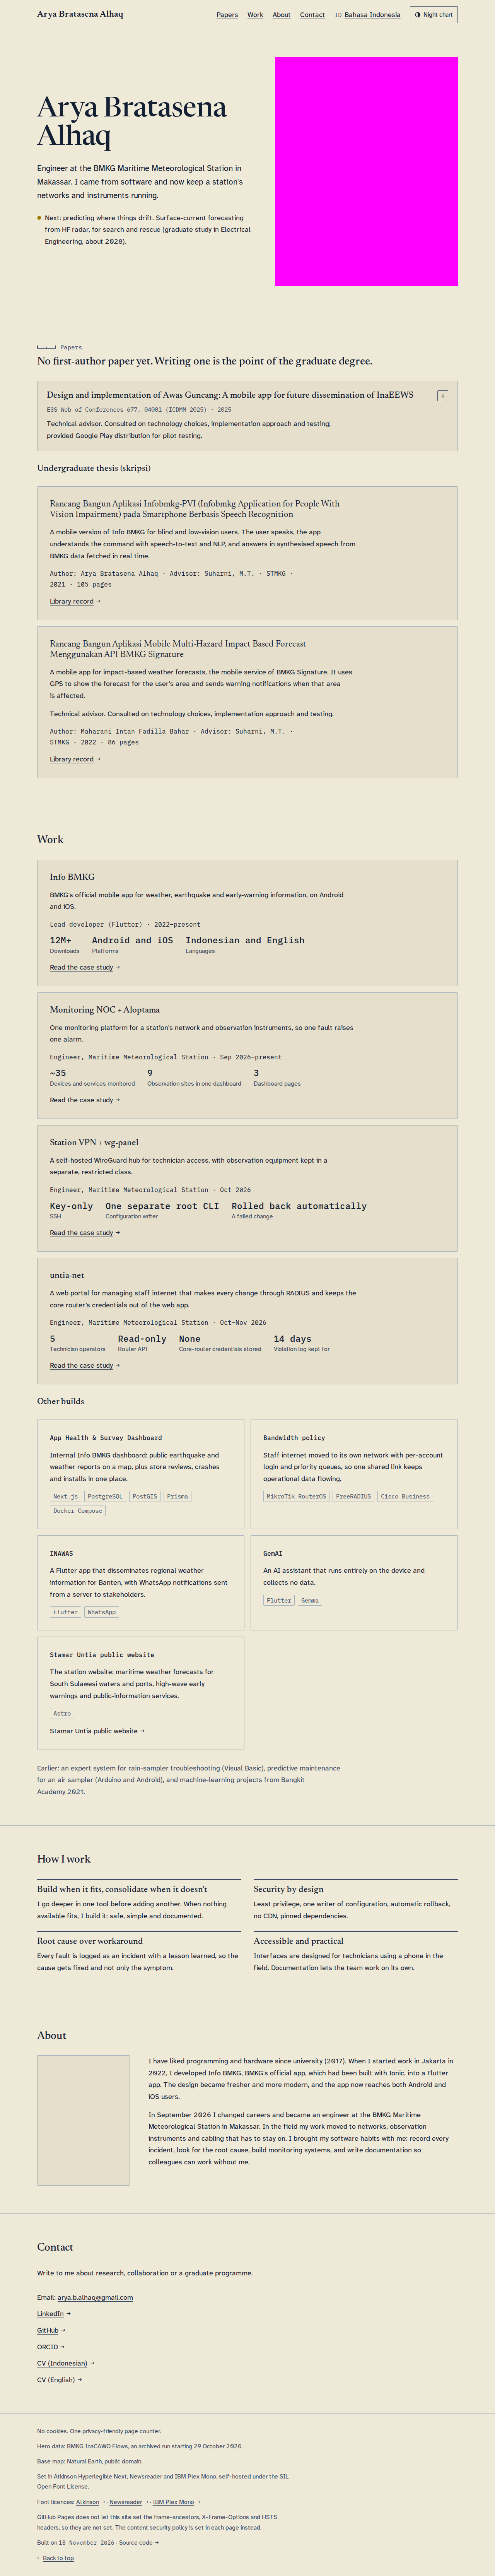 Arya Bratasena Alhaq
Papers Work About Contact ID Bahasa Indonesia Night chart
Arya Bratasena
Alhaq
Engineer at the BMKG Maritime Meteorological Station in
Makassar. I came from software and now keep a station's
networks and instruments running.
Next: predicting where things drift. Surface-current forecasting
from HF radar, for search and rescue (graduate study in Electrical
Engineering, about 2028).
Papers
No first-author paper yet. Writing one is the point of the graduate degree.
Design and implementation of Awas Guncang: A mobile app for future dissemination of InaEEWS
+
E3S Web of Conferences 677, 04001 (ICDMM 2025) · 2025
Technical advisor. Consulted on technology choices, implementation approach and testing;
provided Google Play distribution for pilot testing.
Undergraduate thesis (skripsi)
Rancang Bangun Aplikasi Infobmkg-PVI (Infobmkg Application for People With
Vision Impairment) pada Smartphone Berbasis Speech Recognition
A mobile version of Info BMKG for blind and low-vision users. The user speaks, the app
understands the command with speech-to-text and NLP, and answers in synthesised speech from
BMKG data fetched in real time.
Author: Arya Bratasena Alhaq · Advisor: Suharni, M.T. · STMKG ·
2021 · 105 pages
Library record →
Rancang Bangun Aplikasi Mobile Multi-Hazard Impact Based Forecast
Menggunakan API BMKG Signature
A mobile app for impact-based weather forecasts, the mobile service of BMKG Signature. It uses
GPS to show the forecast for the user's area and sends warning notifications when that area
is affected.
Technical advisor. Consulted on technology choices, implementation approach and testing.
Author: Maharani Intan Fadilla Bahar · Advisor: Suharni, M.T. ·
STMKG · 2022 · 86 pages
Library record →
Work
Info BMKG
BMKG's official mobile app for weather, earthquake and early-warning information, on Android
and iOS.
Lead developer (Flutter) · 2022–present
12M+ Android and iOS Indonesian and English
Downloads Platforms Languages
Read the case study →
Monitoring NOC + Aloptama
One monitoring platform for a station's network and observation instruments, so one fault raises
one alarm.
Engineer, Maritime Meteorological Station · Sep 2026–present
~35 9 3
Devices and services monitored Observation sites in one dashboard Dashboard pages
Read the case study →
Station VPN + wg-panel
A self-hosted WireGuard hub for technician access, with observation equipment kept in a
separate, restricted class.
Engineer, Maritime Meteorological Station · Oct 2026
Key-only One separate root CLI Rolled back automatically
SSH Configuration writer A failed change
Read the case study →
untia-net
A web portal for managing staff internet that makes every change through RADIUS and keeps the
core router's credentials out of the web app.
Engineer, Maritime Meteorological Station · Oct–Nov 2026
5 Read-only None 14 days
Technician operators Router API Core-router credentials stored Violation log kept for
Read the case study →
Other builds
App Health & Survey Dashboard
Internal Info BMKG dashboard: public earthquake and
weather reports on a map, plus store reviews, crashes
and installs in one place.
Next.js PostgreSQL PostGIS Prisma
Docker Compose
Bandwidth policy
Staff internet moved to its own network with per-account
login and priority queues, so one shared link keeps
operational data flowing.
MikroTik RouterOS FreeRADIUS Cisco Business
INAWAS
A Flutter app that disseminates regional weather
information for Banten, with WhatsApp notifications sent
from a server to stakeholders.
Flutter WhatsApp
GemAI
An AI assistant that runs entirely on the device and
collects no data.
Flutter Gemma
Stamar Untia public website
The station website: maritime weather forecasts for
South Sulawesi waters and ports, high-wave early
warnings and public-information services.
Astro
Stamar Untia public website →
Earlier: an expert system for rain-sampler troubleshooting (Visual Basic), predictive maintenance
for an air sampler (Arduino and Android), and machine-learning projects from Bangkit
Academy 2021.
How I work
Build when it fits, consolidate when it doesn't
I go deeper in one tool before adding another. When nothing
available fits, I build it: safe, simple and documented.
Security by design
Least privilege, one writer of configuration, automatic rollback,
no CDN, pinned dependencies.
Root cause over workaround
Every fault is logged as an incident with a lesson learned, so the
cause gets fixed and not only the symptom.
Accessible and practical
Interfaces are designed for technicians using a phone in the
field. Documentation lets the team work on its own.
About
I have liked programming and hardware since university (2017). When I started work in Jakarta in
2022, I developed Info BMKG, BMKG's official app, which had been built with Ionic, into a Flutter
app. The design became fresher and more modern, and the app now reaches both Android and
iOS users.
In September 2026 I changed careers and became an engineer at the BMKG Maritime
Meteorological Station in Makassar. In the field my work moved to networks, observation
instruments and cabling that has to stay on. I brought my software habits with me: record every
incident, look for the root cause, build monitoring systems, and write documentation so
colleagues can work without me.
Contact
Write to me about research, collaboration or a graduate programme.
Email: arya.b.alhaq@gmail.com
LinkedIn →
GitHub →
ORCID →
CV (Indonesian) →
CV (English) →
No cookies. One privacy-friendly page counter.
Hero data: BMKG InaCAWO Flows, an archived run starting 29 October 2026.
Base map: Natural Earth, public domain.
Set in Atkinson Hyperlegible Next, Newsreader and IBM Plex Mono, self-hosted under the SIL
Open Font License.
Font licences: Atkinson → · Newsreader → · IBM Plex Mono →
GitHub Pages does not let this site set the frame-ancestors, X-Frame-Options and HSTS
headers, so they are not set. The content security policy is set in each page instead.
Built on 18 November 2026 · Source code →
← Back to top